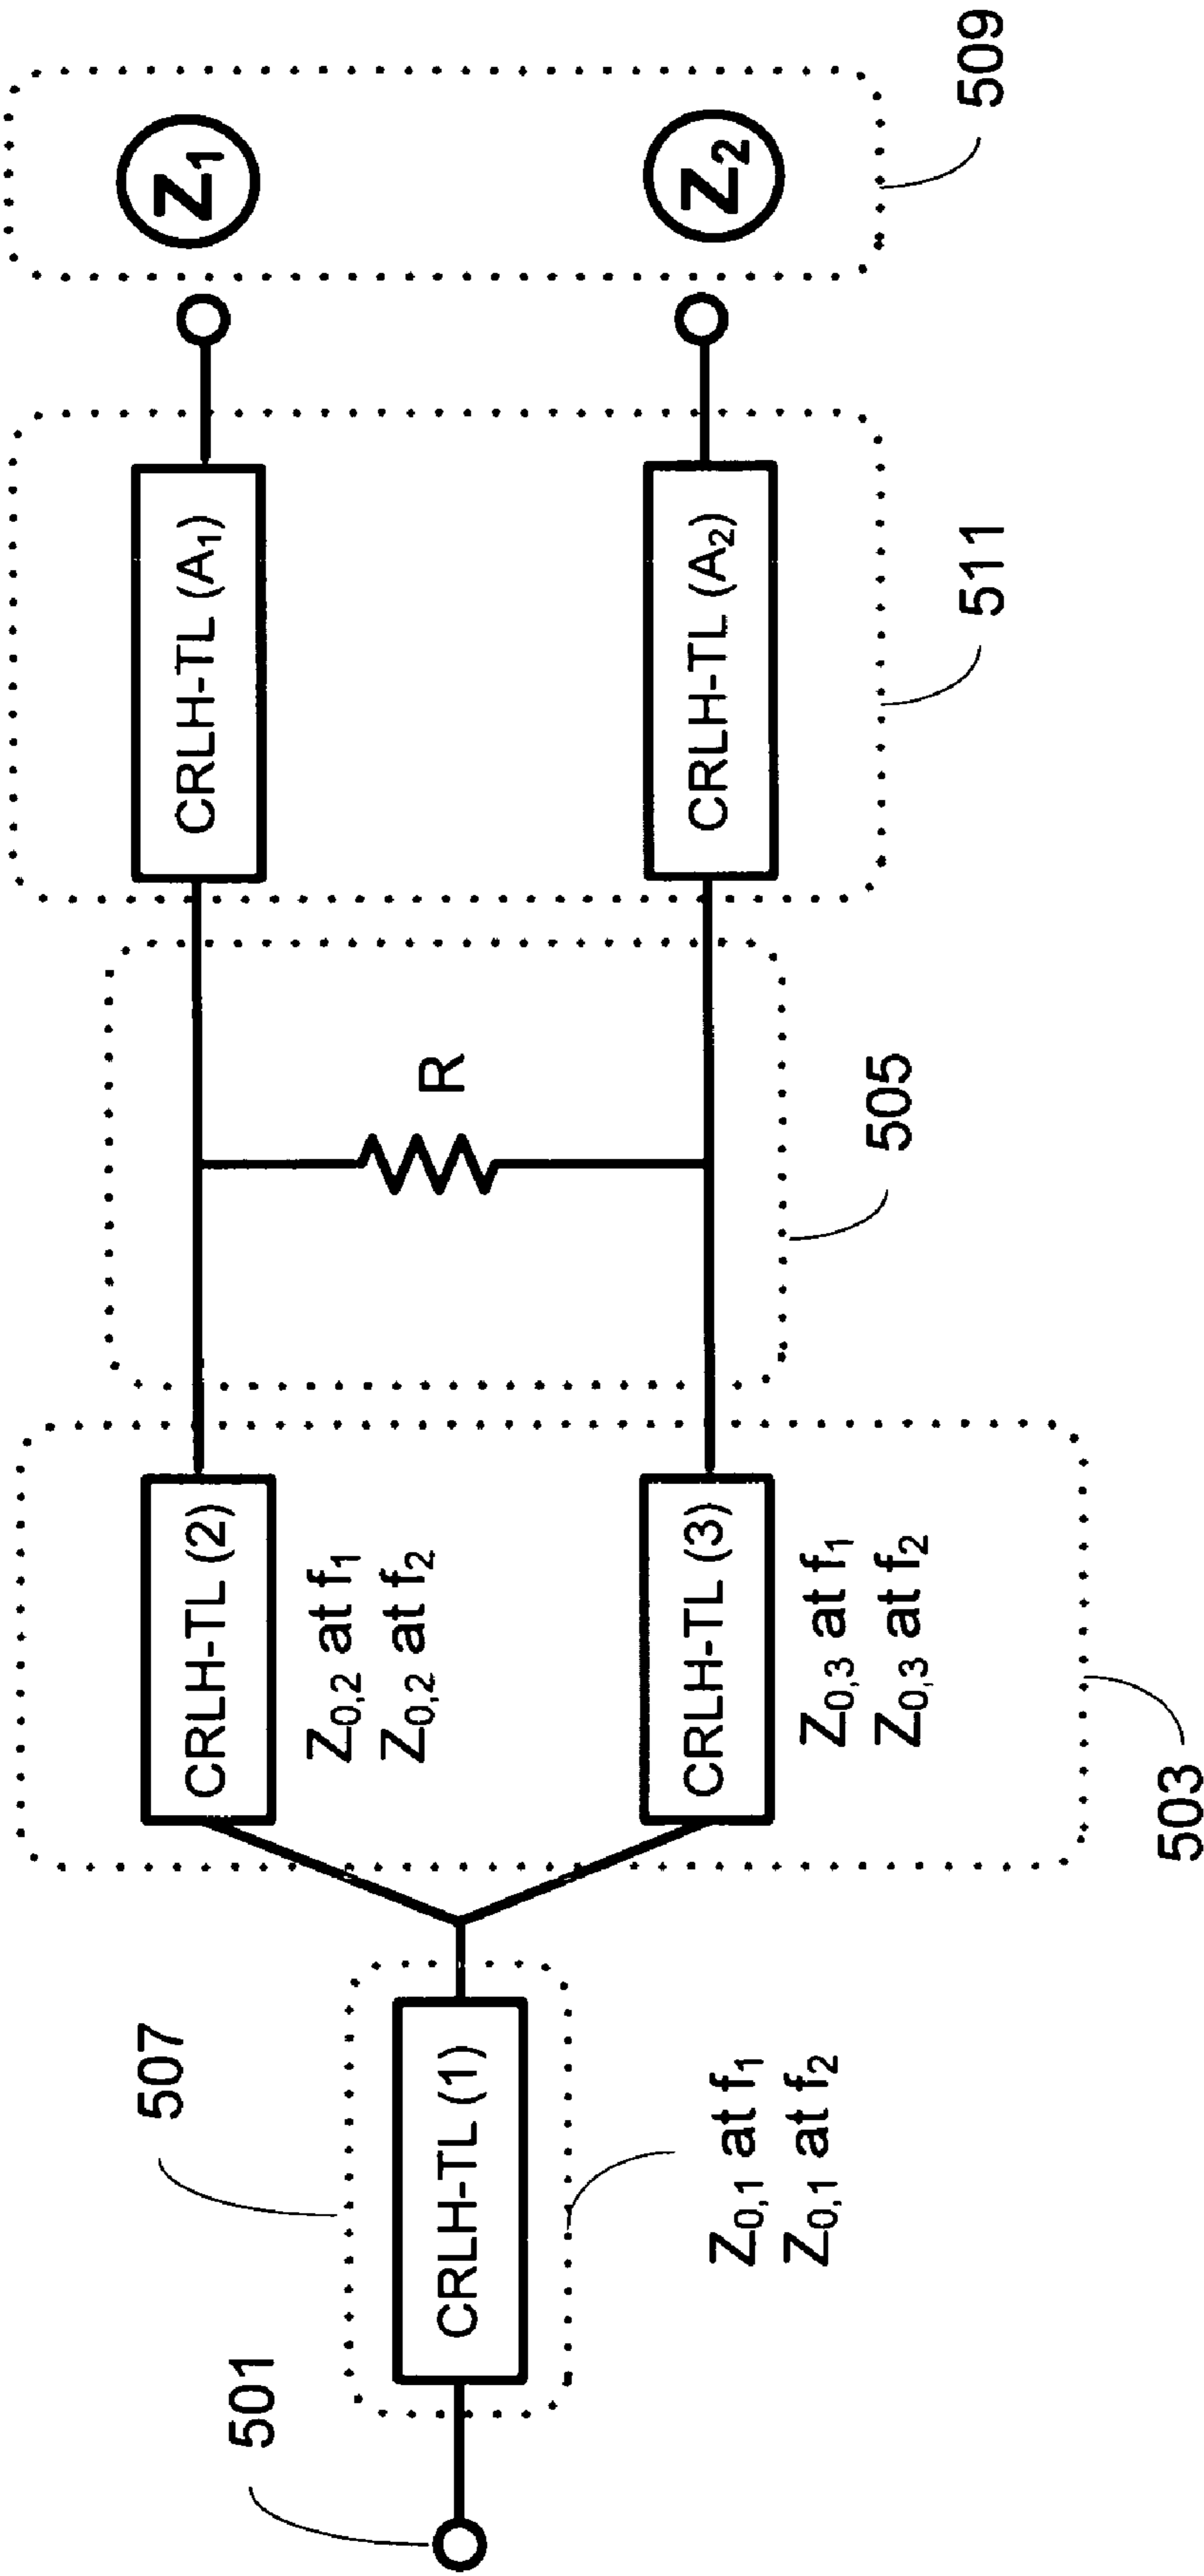 501
507
CRLH-TL (1)
Z0,1 at f1
Z0,1 at f2
CRLH-TL (2)
Z0,2 at f1
Z0,2 at f2
CRLH-TL (3)
Z0,3 at f1
Z0,3 at f2
503
R
505
CRLH-TL (A1)
CRLH-TL (A2)
511
Z1
Z2
509